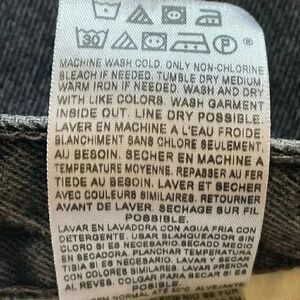 30 P
MACHINE WASH COLD. ONLY NON-CHLORINE
BLEACH IF NEEDED. TUMBLE DRY MEDIUM.
WARM IRON IF NEEDED. WASH AND DRY
WITH LIKE COLORS. WASH GARMENT
INSIDE OUT. LINE DRY POSSIBLE.
LAVER EN MACHINE A L'EAU FROIDE.
BLANCHIMENT SANS CHLORE SEULEMENT
AU BESOIN. SECHER EN MACHINE A
TEMPERATURE MOYENNE. REPASSER AU FER
TIEDE AU BESOIN. LAVER ET SECHER
AVEC COULEURS SIMILAIRES. RETOURNER
AVANT DE LAVER. SECHAGE SUR FIL
POSSIBLE.
LAVAR EN LAVADORA CON AGUA FRIA CON
DETERGENTE. USAR BLANQUEADOR SIN
CLORO SI ES NECESARIO. SECADO MEDIO
EN SECADORA PLANCHAR TEMPERATURA
TIBIA SI ES NECESARIO. LAVAR Y SECAR
CON COLORES SIMILARES. LAVAR PRENDA
AL REVES. COLGAR PARA SECAR SI ES
POSIBLE.
NORMAL 30°C.